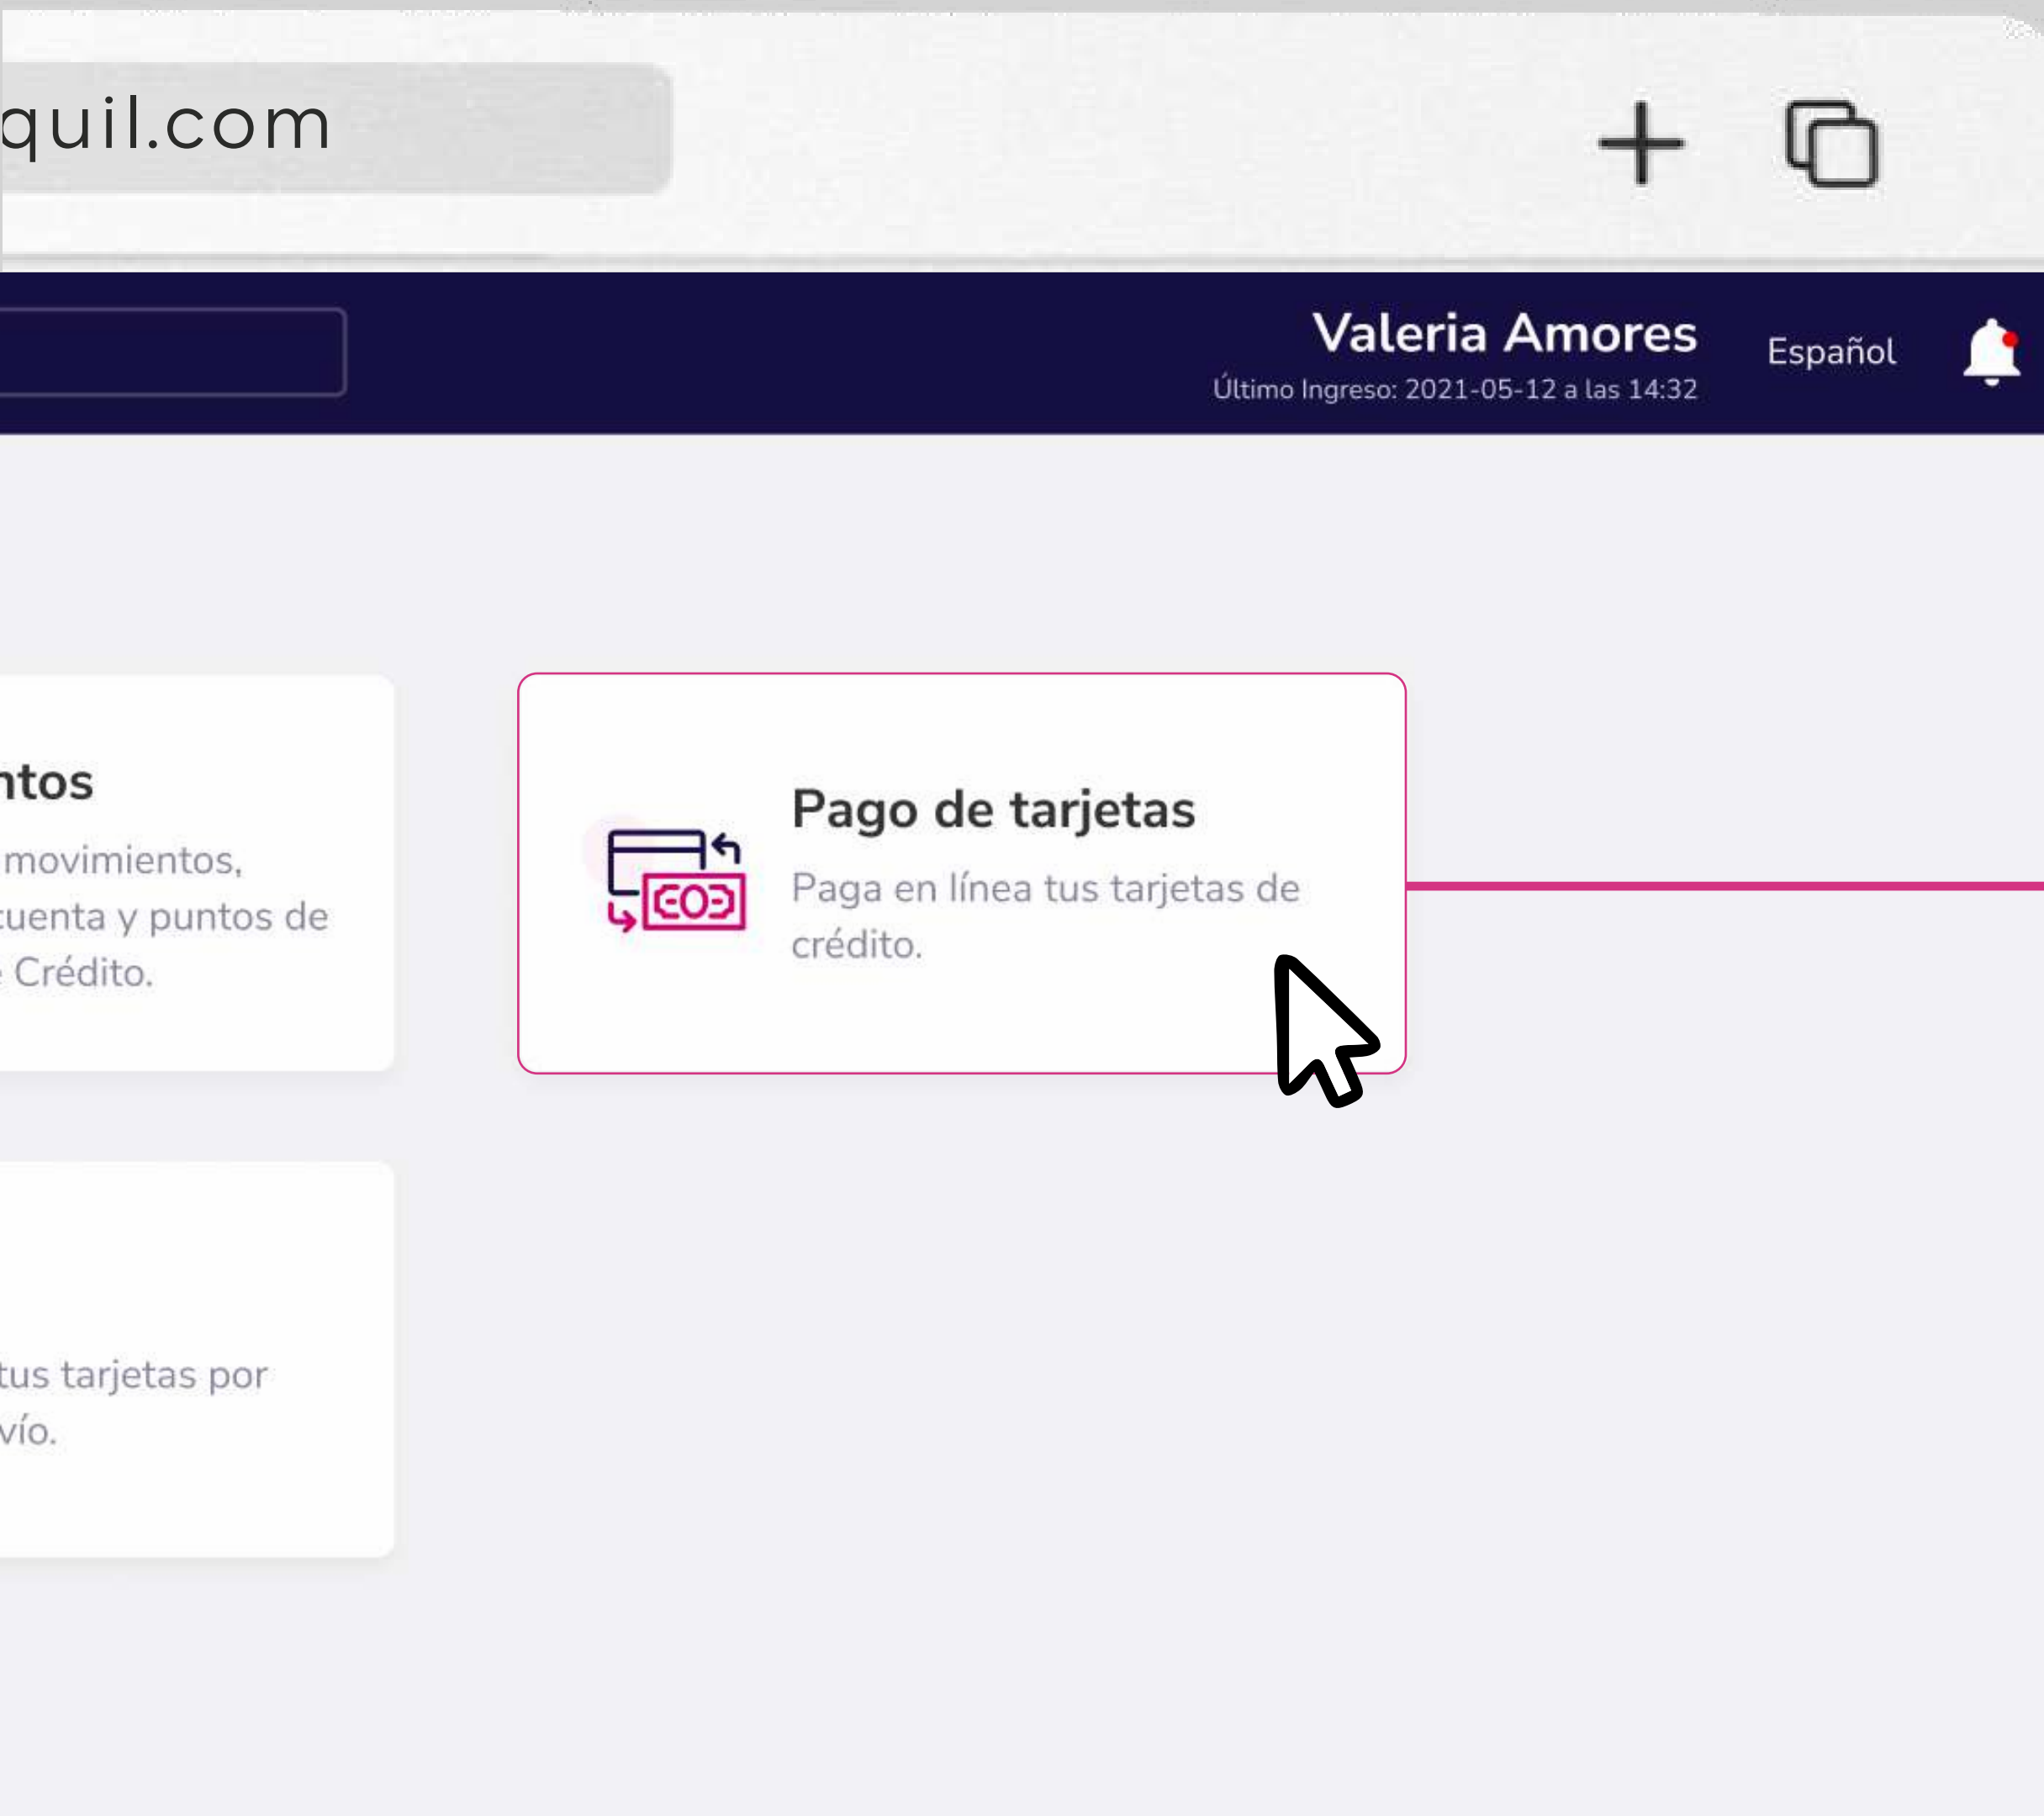 quil.com
Valeria Amores
Español
Último Ingreso: 2021-05-12 a las 14:32
ntos
movimientos,
cuenta y puntos de
e Crédito.
Pago de tarjetas
Paga en línea tus tarjetas de
crédito.
tus tarjetas por
vío.